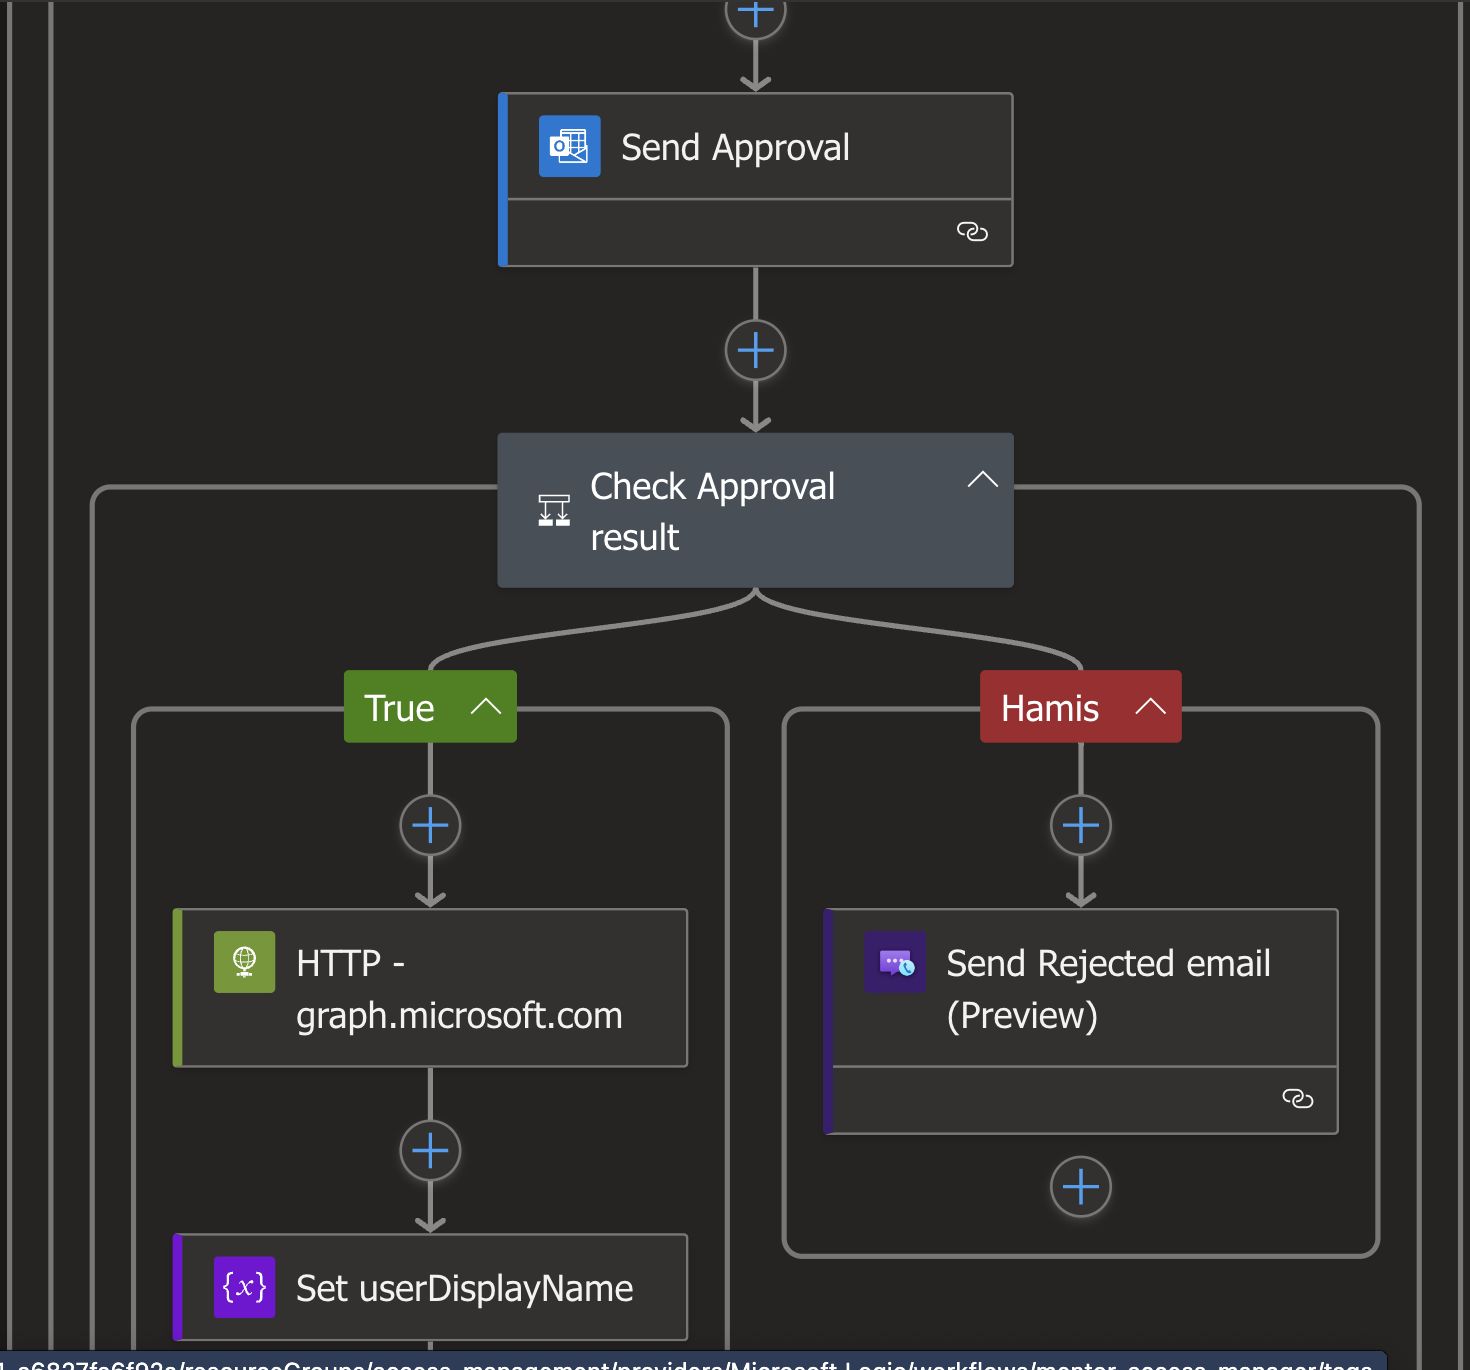 Send Approval
Check Approval
result
True
Hamis
HTTP -
graph.microsoft.com
Send Rejected email
(Preview)
{x}
Set userDisplayName